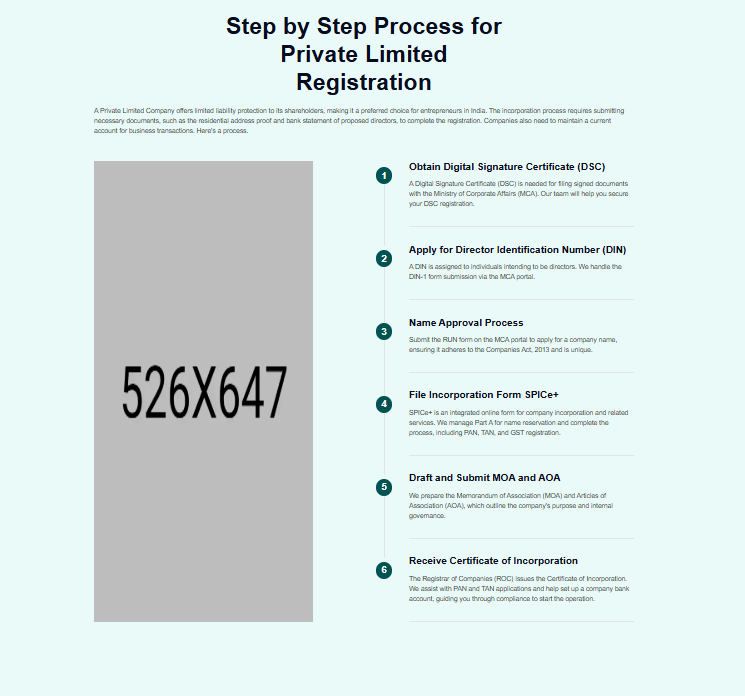 Step by Step Process for
Private Limited
Registration
A Private Limited Company offers limited liability protection to its shareholders, making it a preferred choice for entrepreneurs in India. The incorporation process requires submitting
necessary documents, such as the residential address proof and bank statement of proposed directors, to complete the registration. Companies also need to maintain a current
account for business transactions. Here's a process.
526X647
1
Obtain Digital Signature Certificate (DSC)
A Digital Signature Certificate (DSC) is needed for filing signed documents
with the Ministry of Corporate Affairs (MCA). Our team will help you secure
your DSC registration.
2
Apply for Director Identification Number (DIN)
A DIN is assigned to individuals intending to be directors. We handle the
DIN-1 form submission via the MCA portal.
3
Name Approval Process
Submit the RUN form on the MCA portal to apply for a company name,
ensuring it adheres to the Companies Act, 2013 and is unique.
4
File Incorporation Form SPICe+
SPICe+ is an integrated online form for company incorporation and related
services. We manage Part A for name reservation and complete the
process, including PAN, TAN, and GST registration.
5
Draft and Submit MOA and AOA
We prepare the Memorandum of Association (MOA) and Articles of
Association (AOA), which outline the company's purpose and internal
governance.
6
Receive Certificate of Incorporation
The Registrar of Companies (ROC) issues the Certificate of Incorporation.
We assist with PAN and TAN applications and help set up a company bank
account, guiding you through compliance to start the operation.